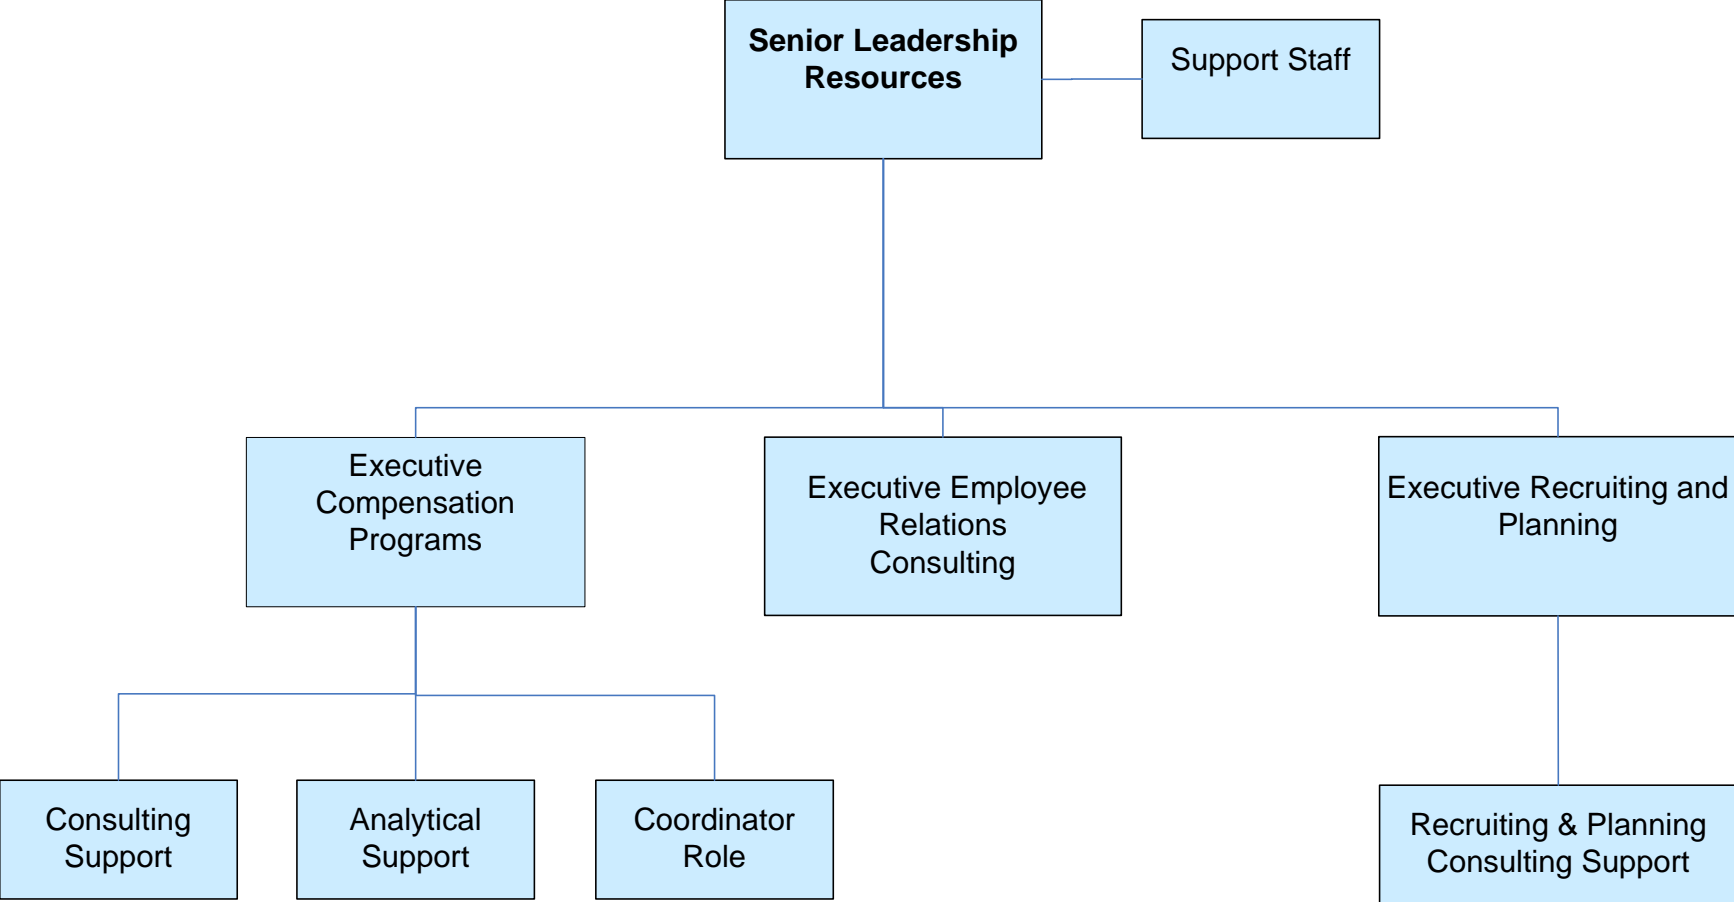 Senior Leadership
Resources
Support Staff
Executive
Compensation
Programs
Executive Employee
Relations
Consulting
Executive Recruiting and
Planning
Consulting
Support
Analytical
Support
Coordinator
Role
Recruiting & Planning
Consulting Support